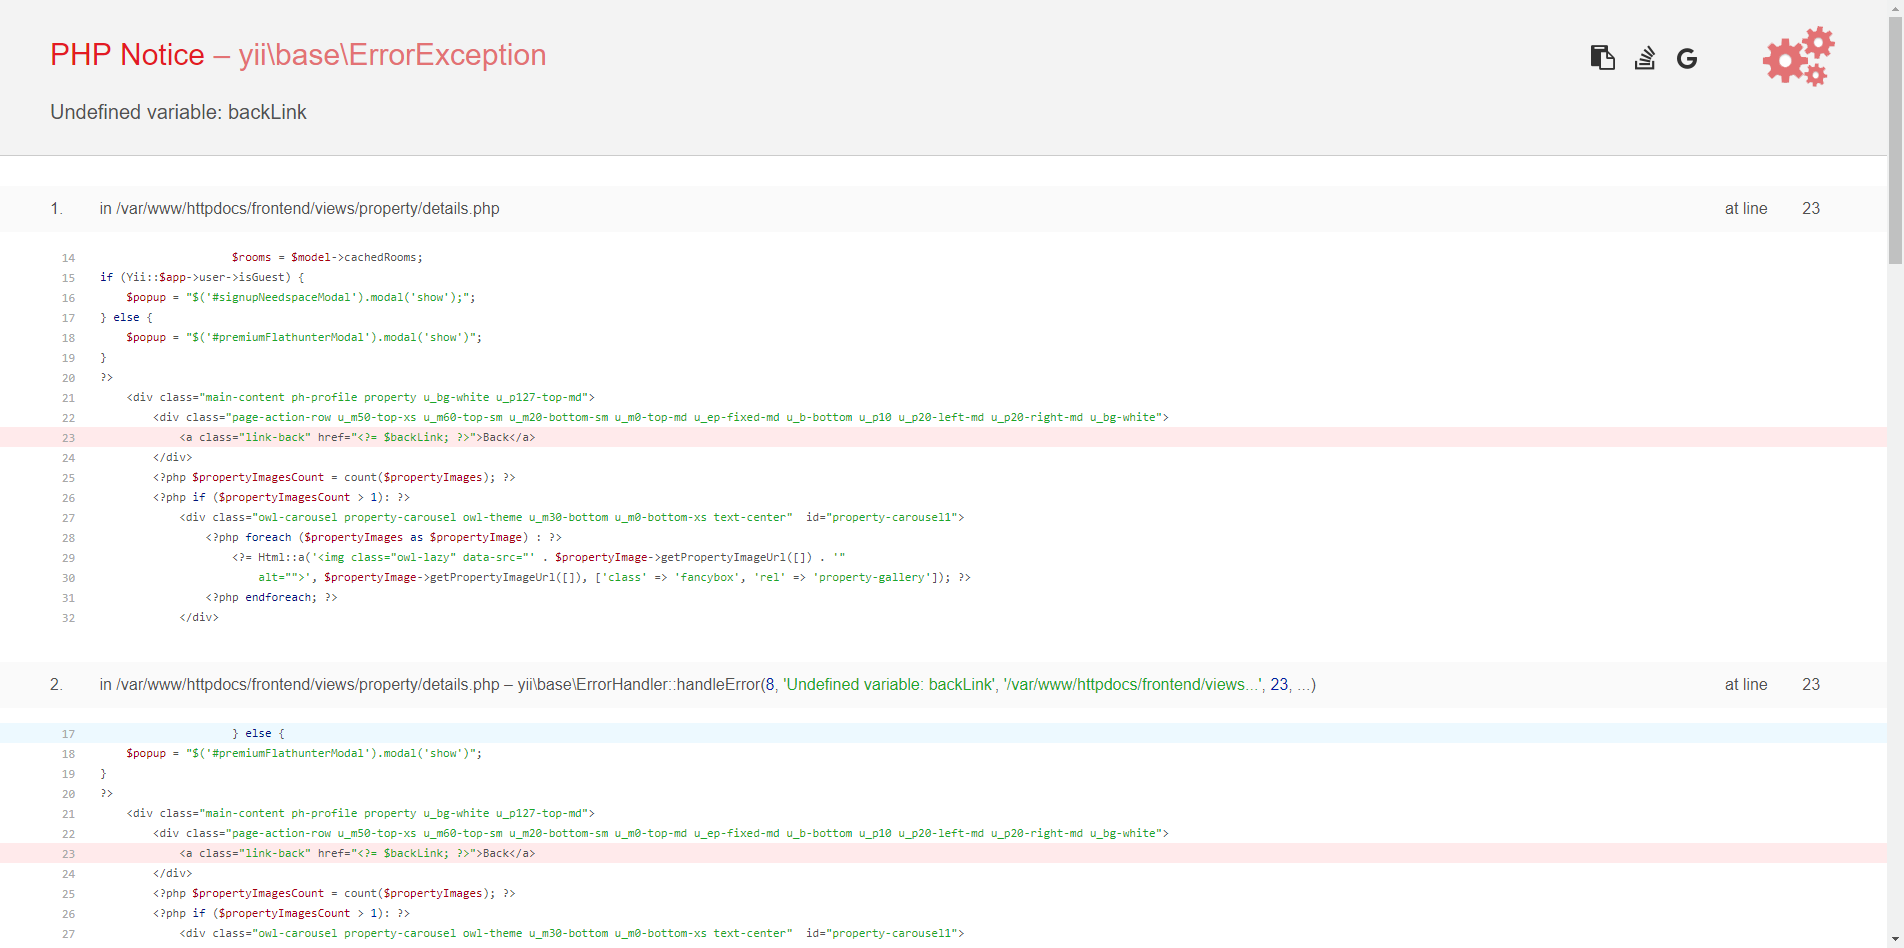 PHP Notice – yii\base\ErrorException
Undefined variable: backLink
1. in /var/www/httpdocs/frontend/views/property/details.php at line 23
14 $rooms = $model->cachedRooms;
15 if (Yii::$app->user->isGuest) {
16 $popup = "$('#signupNeedspaceModal').modal('show');";
17 } else {
18 $popup = "$('#premiumFlathunterModal').modal('show')";
19 }
20 ?>
21 <div class="main-content ph-profile property u_bg-white u_p127-top-md">
22 <div class="page-action-row u_m50-top-xs u_m60-top-sm u_m20-bottom-sm u_m0-top-md u_ep-fixed-md u_b-bottom u_p10 u_p20-left-md u_p20-right-md u_bg-white">
23 <a class="link-back" href="<?= $backLink; ?>">Back</a>
24 </div>
25 <?php $propertyImagesCount = count($propertyImages); ?>
26 <?php if ($propertyImagesCount > 1): ?>
27 <div class="owl-carousel property-carousel owl-theme u_m30-bottom u_m0-bottom-xs text-center"  id="property-carousel1">
28 <?php foreach ($propertyImages as $propertyImage) : ?>
29 <?= Html::a('<img class="owl-lazy" data-src="' . $propertyImage->getPropertyImageUrl([]) . '"
30 alt="">', $propertyImage->getPropertyImageUrl([]), ['class' => 'fancybox', 'rel' => 'property-gallery']); ?>
31 <?php endforeach; ?>
32 </div>
2. in /var/www/httpdocs/frontend/views/property/details.php – yii\base\ErrorHandler::handleError(8, 'Undefined variable: backLink', '/var/www/httpdocs/frontend/views...', 23, ...) at line 23
17 } else {
18 $popup = "$('#premiumFlathunterModal').modal('show')";
19 }
20 ?>
21 <div class="main-content ph-profile property u_bg-white u_p127-top-md">
22 <div class="page-action-row u_m50-top-xs u_m60-top-sm u_m20-bottom-sm u_m0-top-md u_ep-fixed-md u_b-bottom u_p10 u_p20-left-md u_p20-right-md u_bg-white">
23 <a class="link-back" href="<?= $backLink; ?>">Back</a>
24 </div>
25 <?php $propertyImagesCount = count($propertyImages); ?>
26 <?php if ($propertyImagesCount > 1): ?>
27 <div class="owl-carousel property-carousel owl-theme u_m30-bottom u_m0-bottom-xs text-center"  id="property-carousel1">